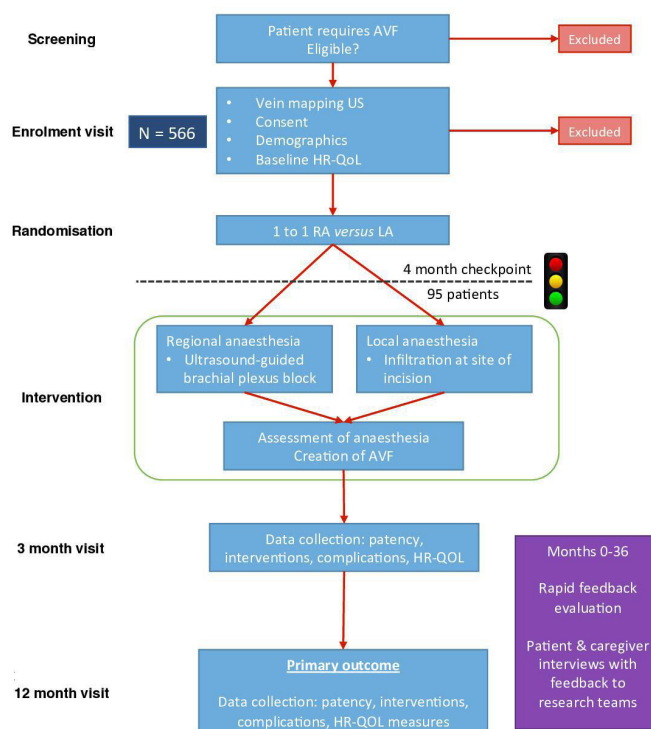 Screening
Patient requires AVF
Eligible?
Excluded
Enrolment visit
N = 566
• Vein mapping US
• Consent
• Demographics
• Baseline HR-QoL
Excluded
Randomisation
1 to 1 RA versus LA
4 month checkpoint
95 patients
Intervention
Regional anaesthesia
• Ultrasound-guided
brachial plexus block
Local anaesthesia
• Infiltration at site of
incision
Assessment of anaesthesia
Creation of AVF
3 month visit
Data collection: patency,
interventions, complications, HR-QOL
12 month visit
Primary outcome
Data collection: patency, interventions,
complications, HR-QOL measures
Months 0-36
Rapid feedback
evaluation
Patient & caregiver
interviews with
feedback to
research teams